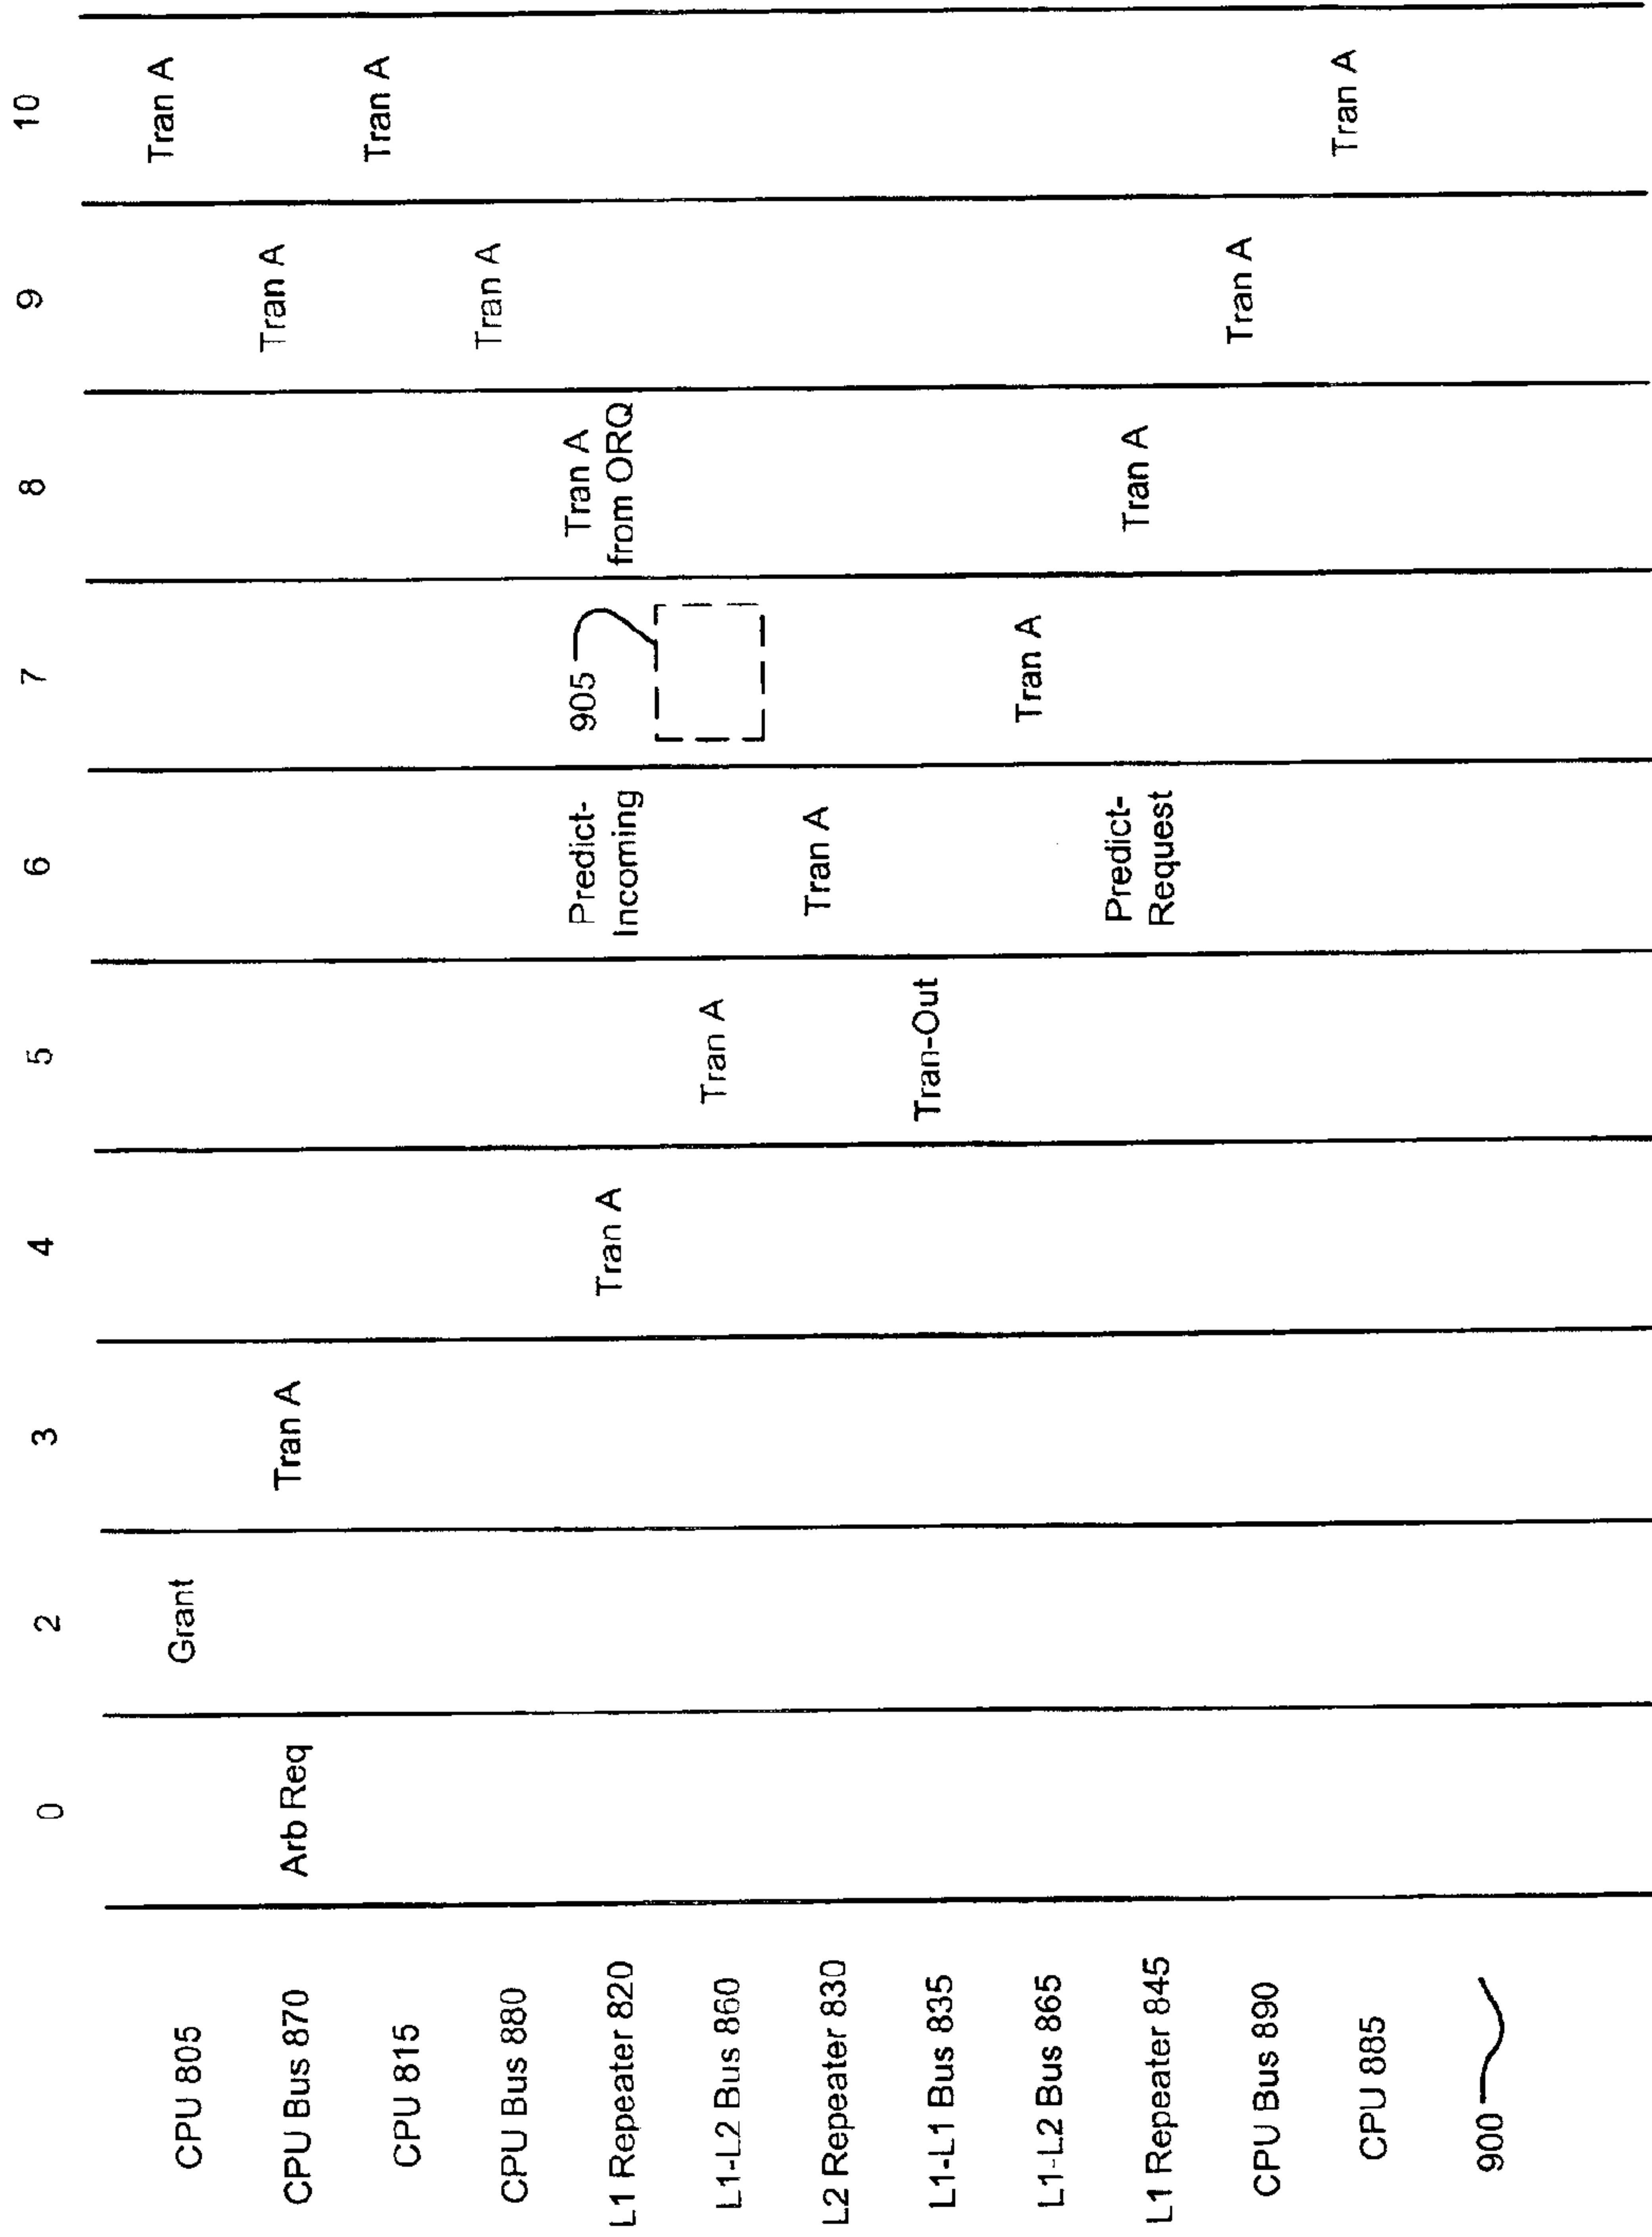 0 2 3 4 5 6 7 8 9 10
CPU 805 Grant Tran A
CPU Bus 870 Arb Req Tran A Tran A
CPU 815 Tran A
CPU Bus 880 Tran A
L1 Repeater 820 Tran A Predict- Tran A
Incoming from ORQ
905
L1-L2 Bus 860 Tran A
L2 Repeater 830 Tran A
L1-L1 Bus 835 Tran-Out
L1-L2 Bus 865 Tran A
L1 Repeater 845 Predict- Tran A
Request
CPU Bus 890 Tran A
CPU 885 Tran A
900